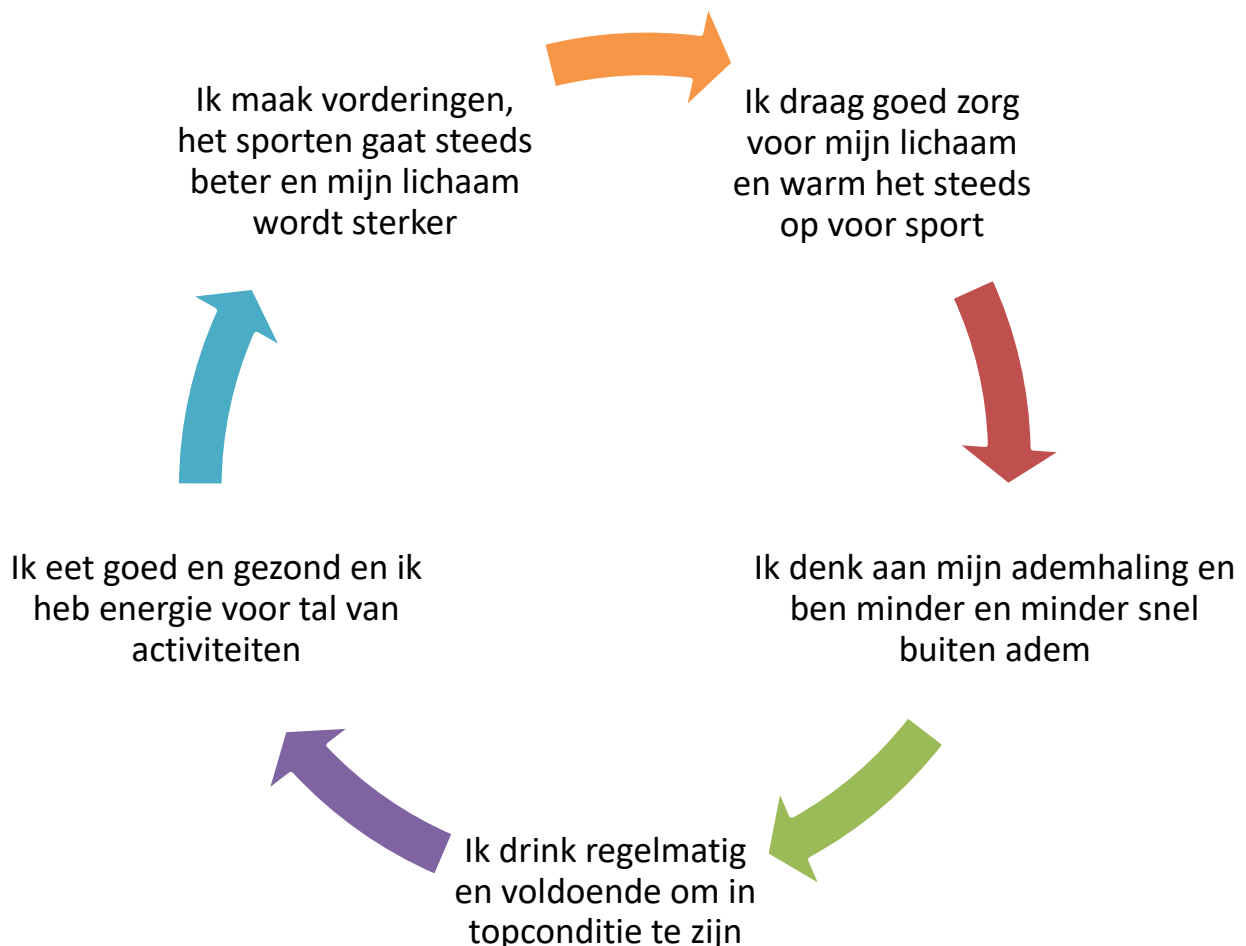 Ik maak vorderingen,
het sporten gaat steeds
beter en mijn lichaam
wordt sterker
Ik draag goed zorg
voor mijn lichaam
en warm het steeds
op voor sport
Ik denk aan mijn ademhaling en
ben minder en minder snel
buiten adem
Ik drink regelmatig
en voldoende om in
topconditie te zijn
Ik eet goed en gezond en ik
heb energie voor tal van
activiteiten